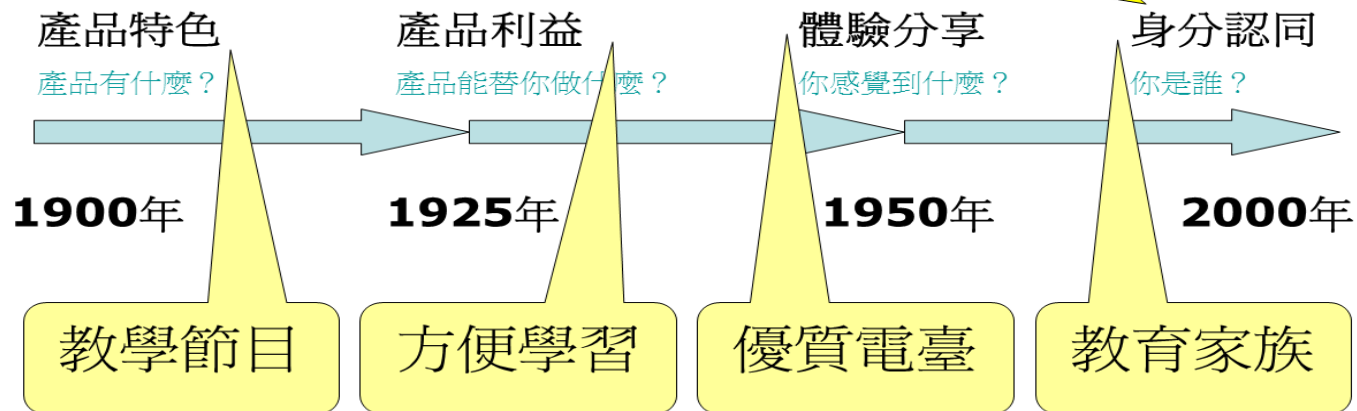 產品特色 產品利益 體驗分享 身分認同
產品有什麼？ 產品能替你做什麼？ 你感覺到什麼？ 你是誰？
1900年 1925年 1950年 2000年
教學節目 方便學習 優質電臺 教育家族